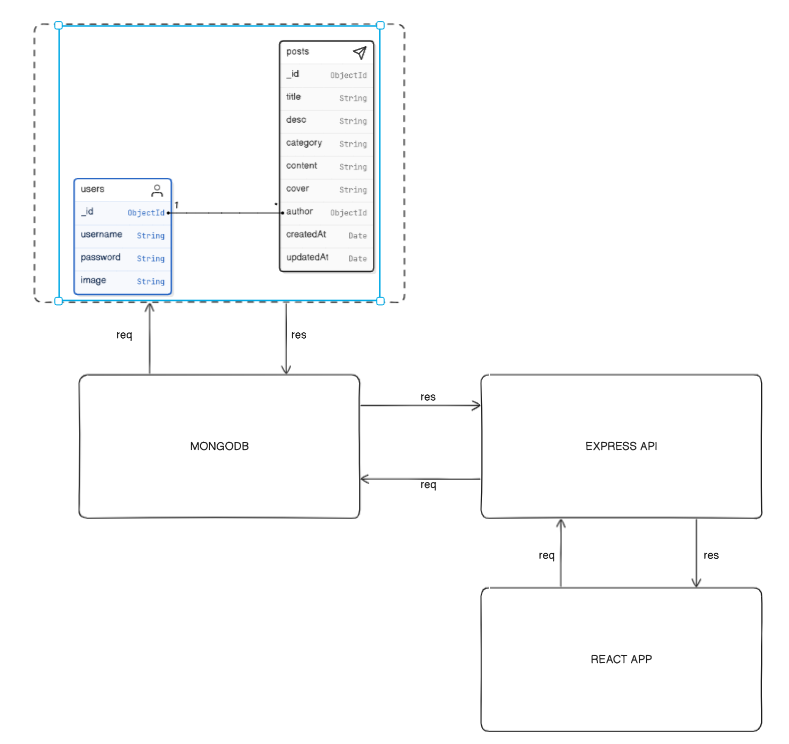 posts
_id ObjectId
title String
desc String
category String
content String
cover String
author ObjectId
createdAt Date
updatedAt Date
users
_id ObjectId
username String
password String
image String
1
*
req
res
MONGODB
res
req
EXPRESS API
req
res
REACT APP